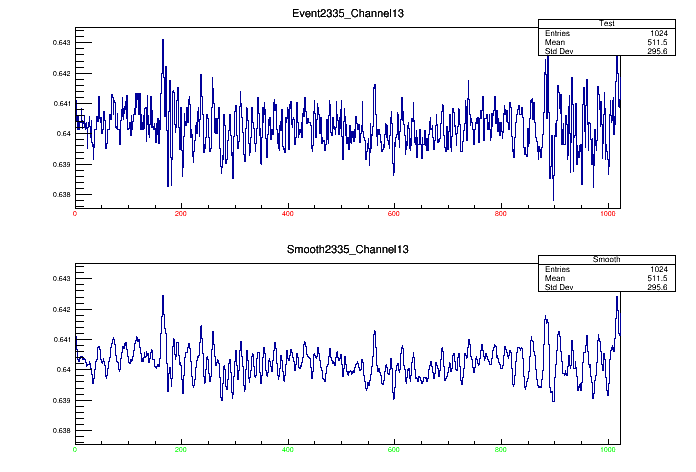 Event2335_Channel13
Test
Entries 1024
Mean 511.5
Std Dev 295.6
0.643
0.642
0.641
0.64
0.639
0.638
0 200 400 600 800 1000
Smooth2335_Channel13
Smooth
Entries 1024
Mean 511.5
Std Dev 295.6
0.643
0.642
0.641
0.64
0.639
0.638
0 200 400 600 800 1000